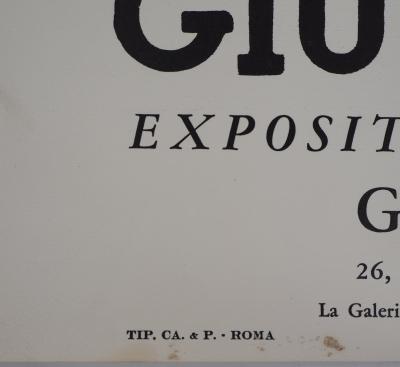 GIU
EXPOSIT
G
26,
La Galeri
TIP. CA. & P. · ROMA